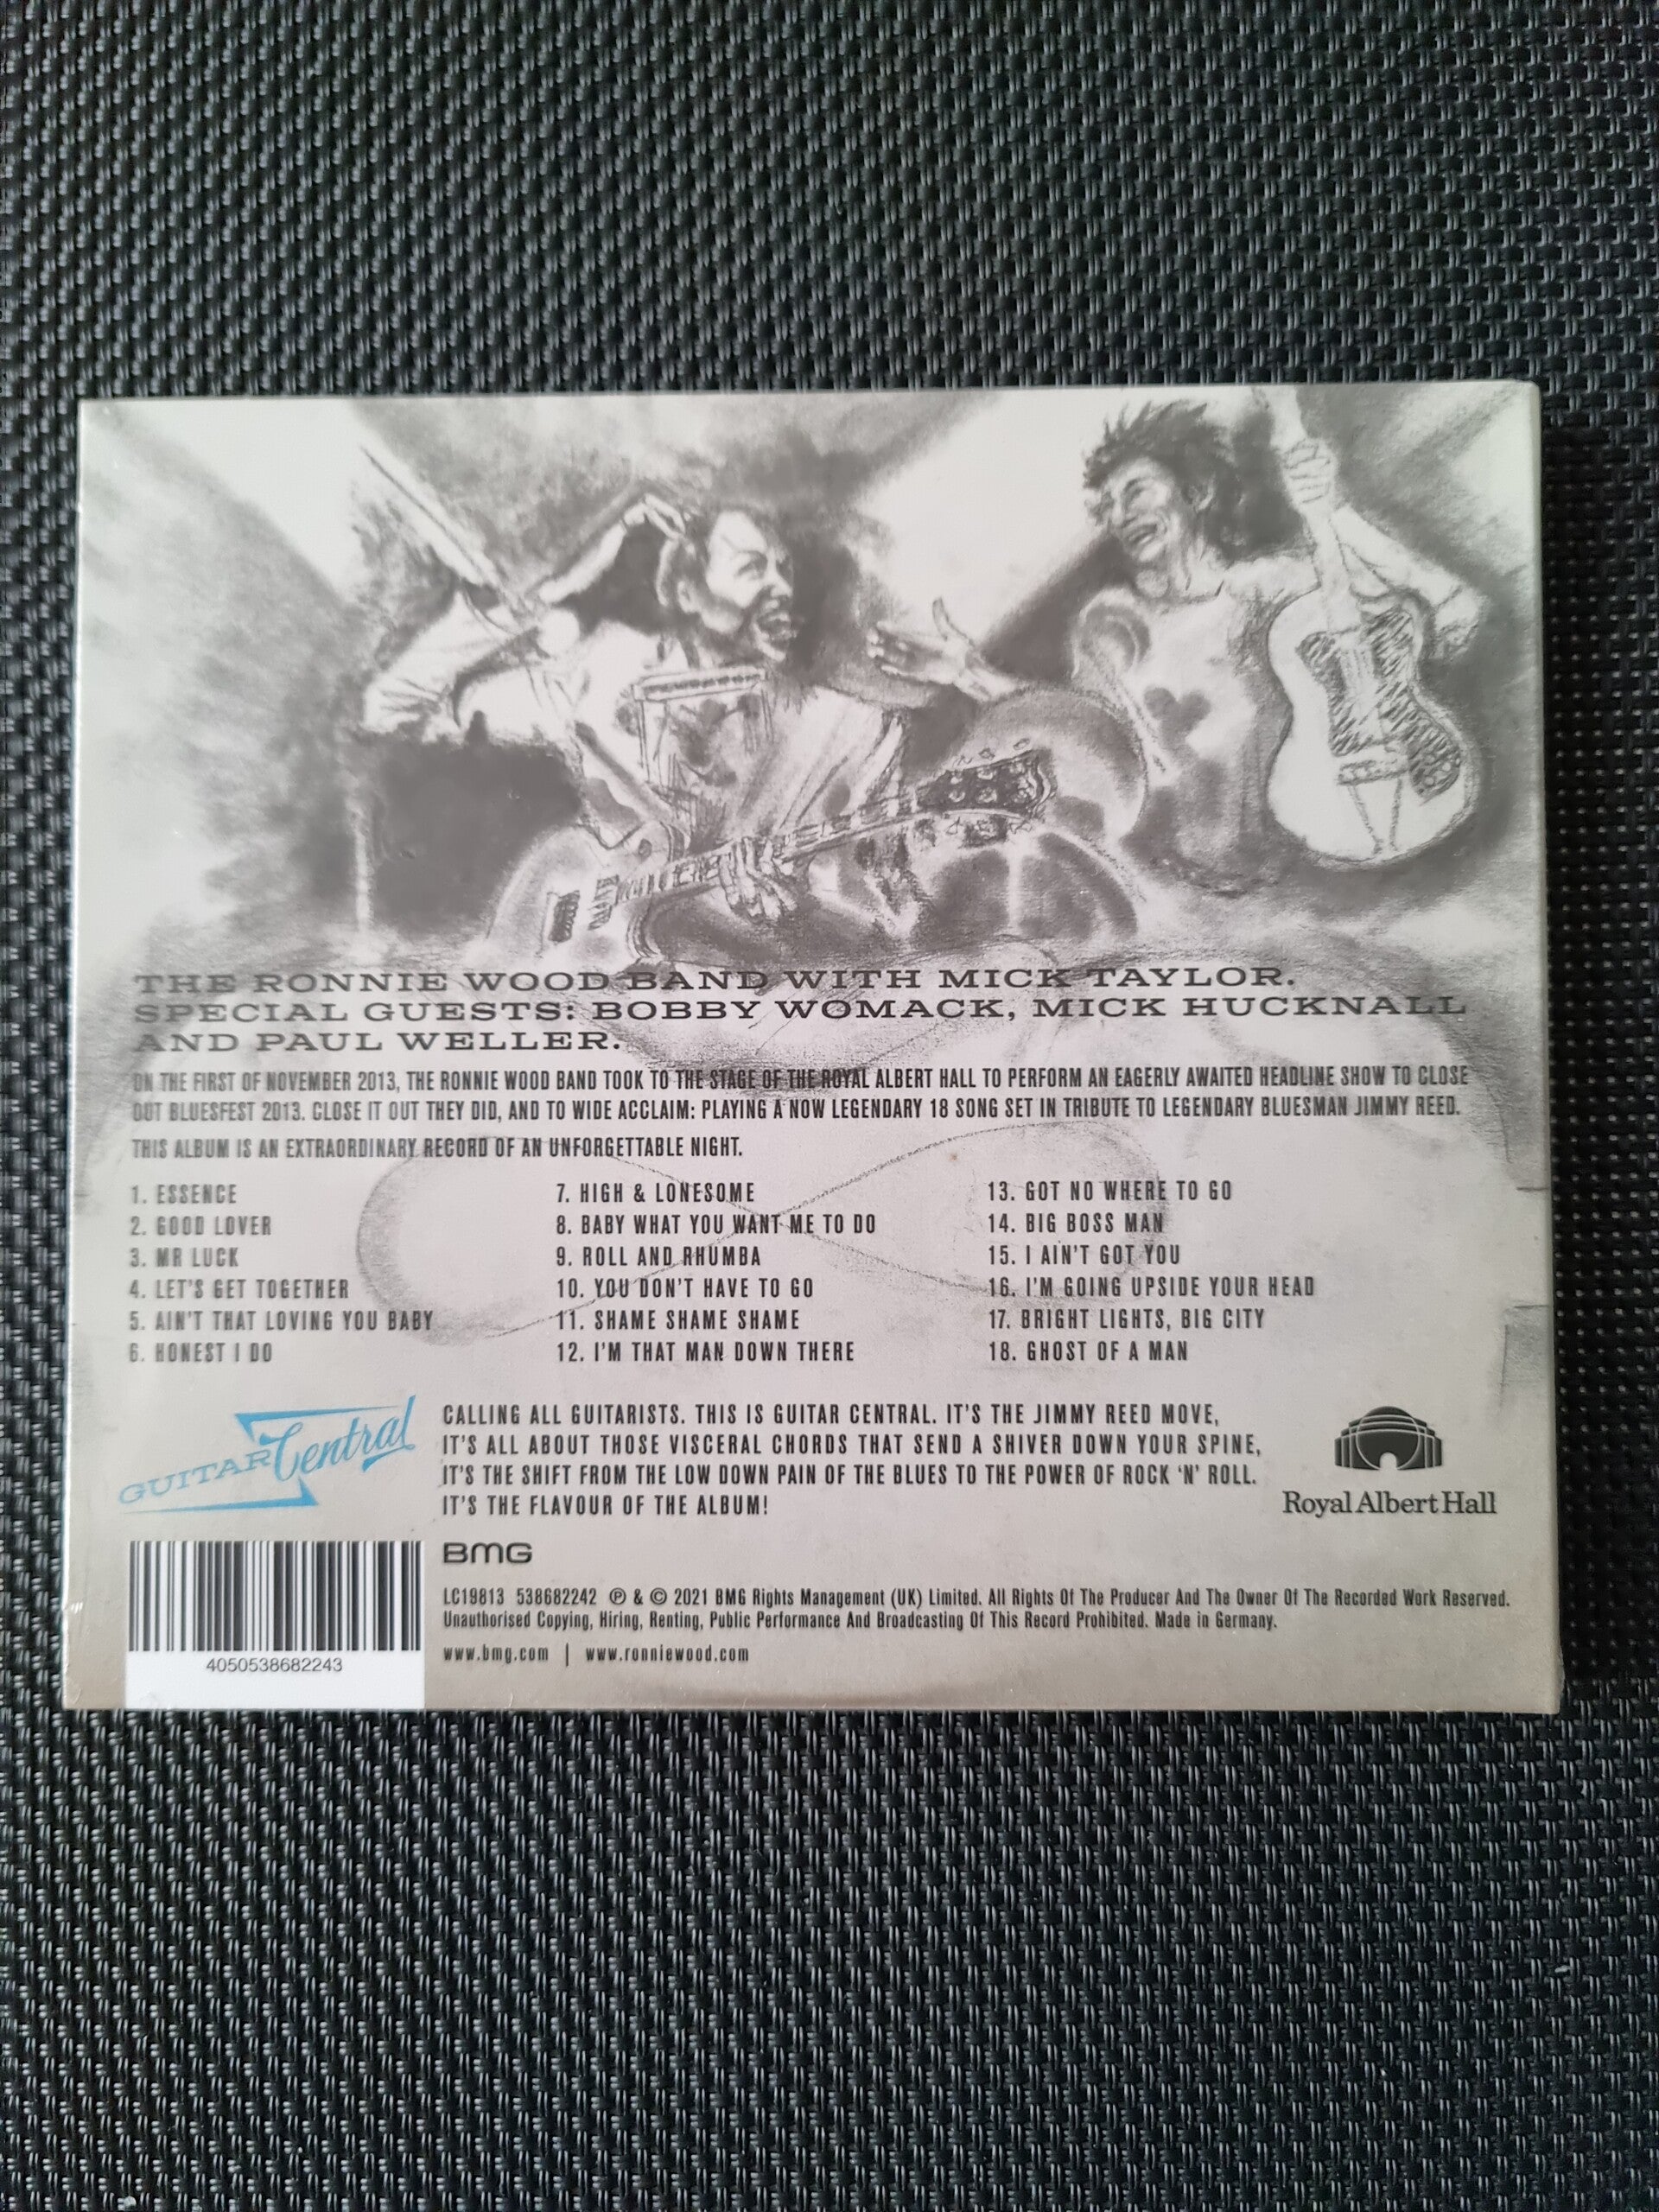 THE RONNIE WOOD BAND WITH MICK TAYLOR.
SPECIAL GUESTS: BOBBY WOMACK, MICK HUCKNALL
AND PAUL WELLER.
ON THE FIRST OF NOVEMBER 2013, THE RONNIE WOOD BAND TOOK TO THE STAGE OF THE ROYAL ALBERT HALL TO PERFORM AN EAGERLY AWAITED HEADLINE SHOW TO CLOSE
OUT BLUESFEST 2013. CLOSE IT OUT THEY DID, AND TO WIDE ACCLAIM: PLAYING A NOW LEGENDARY 18 SONG SET IN TRIBUTE TO LEGENDARY BLUESMAN JIMMY REED.
THIS ALBUM IS AN EXTRAORDINARY RECORD OF AN UNFORGETTABLE NIGHT.
1. ESSENCE
2. GOOD LOVER
3. MR LUCK
4. LET'S GET TOGETHER
5. AIN'T THAT LOVING YOU BABY
6. HONEST I DO
7. HIGH & LONESOME
8. BABY WHAT YOU WANT ME TO DO
9. ROLL AND RHUMBA
10. YOU DON'T HAVE TO GO
11. SHAME SHAME SHAME
12. I'M THAT MAN DOWN THERE
13. GOT NO WHERE TO GO
14. BIG BOSS MAN
15. I AIN'T GOT YOU
16. I'M GOING UPSIDE YOUR HEAD
17. BRIGHT LIGHTS, BIG CITY
18. GHOST OF A MAN
GUITAR Central
CALLING ALL GUITARISTS. THIS IS GUITAR CENTRAL. IT'S THE JIMMY REED MOVE,
IT'S ALL ABOUT THOSE VISCERAL CHORDS THAT SEND A SHIVER DOWN YOUR SPINE,
IT'S THE SHIFT FROM THE LOW DOWN PAIN OF THE BLUES TO THE POWER OF ROCK 'N' ROLL.
IT'S THE FLAVOUR OF THE ALBUM!
Royal Albert Hall
BMG
LC19813 538682242 ℗ & © 2021 BMG Rights Management (UK) Limited. All Rights Of The Producer And The Owner Of The Recorded Work Reserved.
Unauthorised Copying, Hiring, Renting, Public Performance And Broadcasting Of This Record Prohibited. Made in Germany.
www.bmg.com | www.ronniewood.com
4050538682243